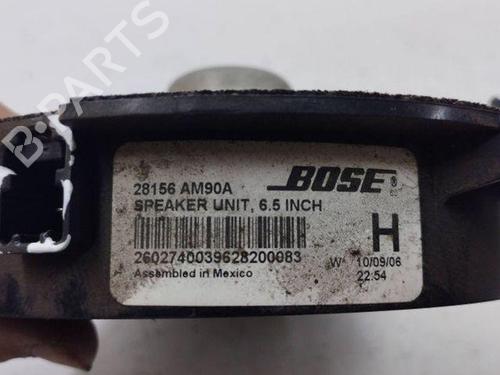 B-PARTS
28156 AM90A
BOSE
SPEAKER UNIT, 6.5 INCH
H
2602740039628200083
W 10/09/06
Assembled in Mexico
22:54